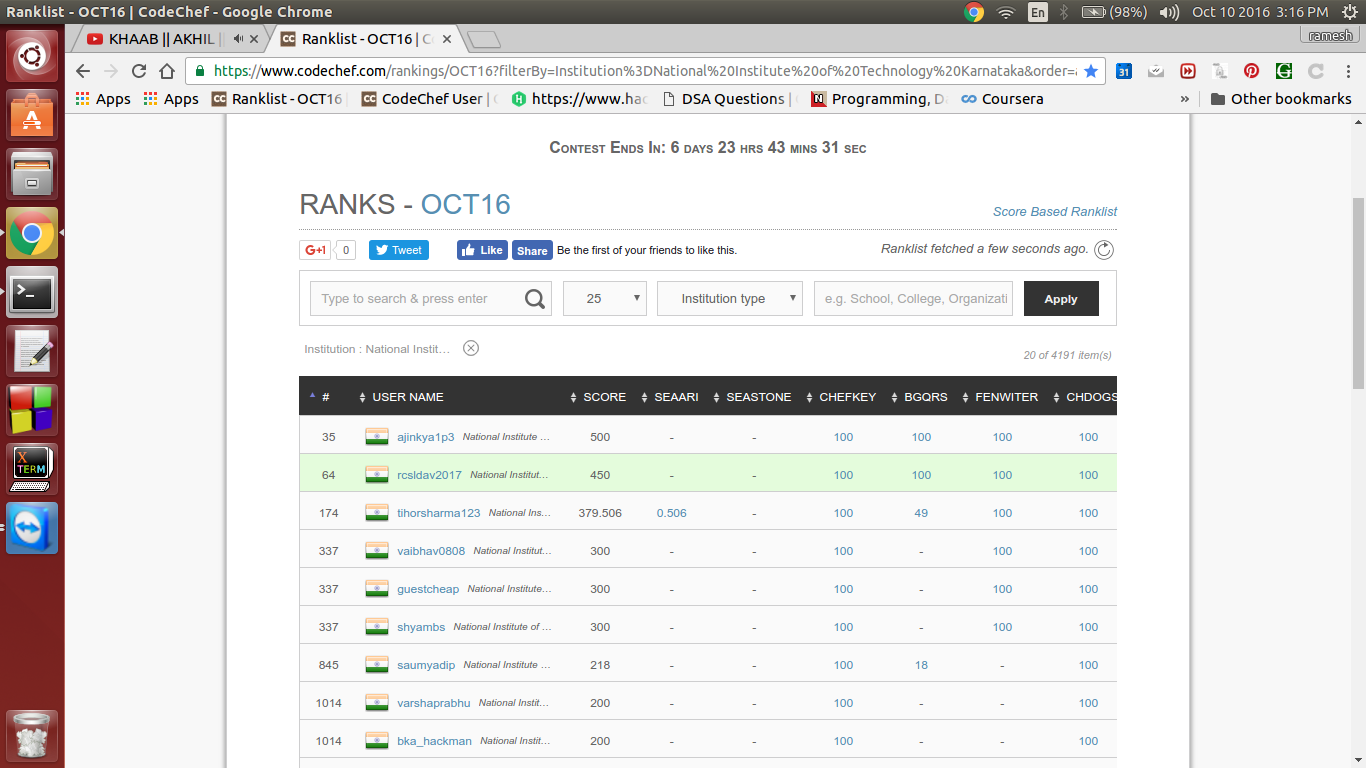 Ranklist - OCT16 | CodeChef - Google Chrome En (98%) Oct 10 2016 3:16 PM
KHAAB || AKHIL | Ranklist - OCT16 | C ramesh
https://www.codechef.com/rankings/OCT16?filterBy=Institution%3DNational%20Institute%20of%20Technology%20Karnataka&order=a
Apps Apps Ranklist - OCT16 CodeChef User | https://www.hac DSA Questions | Programming, D Coursera » Other bookmarks
Contest Ends In: 6 days 23 hrs 43 mins 31 sec
RANKS - OCT16
Score Based Ranklist
G+1 0 Tweet Like Share Be the first of your friends to like this. Ranklist fetched a few seconds ago.
Type to search & press enter 25 Institution type e.g. School, College, Organizati Apply
Institution : National Instit…
20 of 4191 item(s)
# USER NAME SCORE SEAARI SEASTONE CHEFKEY BGQRS FENWITER CHDOGS
35 ajinkya1p3 National Institute … 500 - - 100 100 100 100
64 rcsldav2017 National Institut… 450 - - 100 100 100 100
174 tihorsharma123 National Ins… 379.506 0.506 - 100 49 100 100
337 vaibhav0808 National Institut… 300 - - 100 - 100 100
337 guestcheap National Institute… 300 - - 100 - 100 100
337 shyambs National Institute of … 300 - - 100 - 100 100
845 saumyadip National Institute … 218 - - 100 18 - 100
1014 varshaprabhu National Instit… 200 - - 100 - - 100
1014 bka_hackman National Instit… 200 - - 100 - - 100